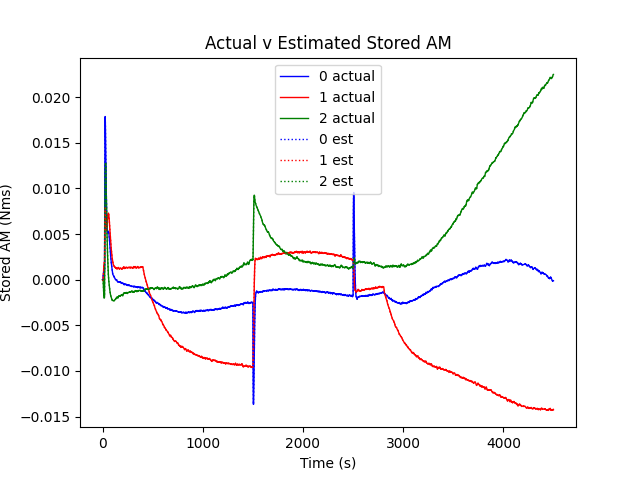 Actual v Estimated Stored AM
0 actual
1 actual
2 actual
0 est
1 est
2 est
0.020
0.015
0.010
0.005
0.000
−0.005
−0.010
−0.015
Stored AM (Nms)
0 1000 2000 3000 4000
Time (s)